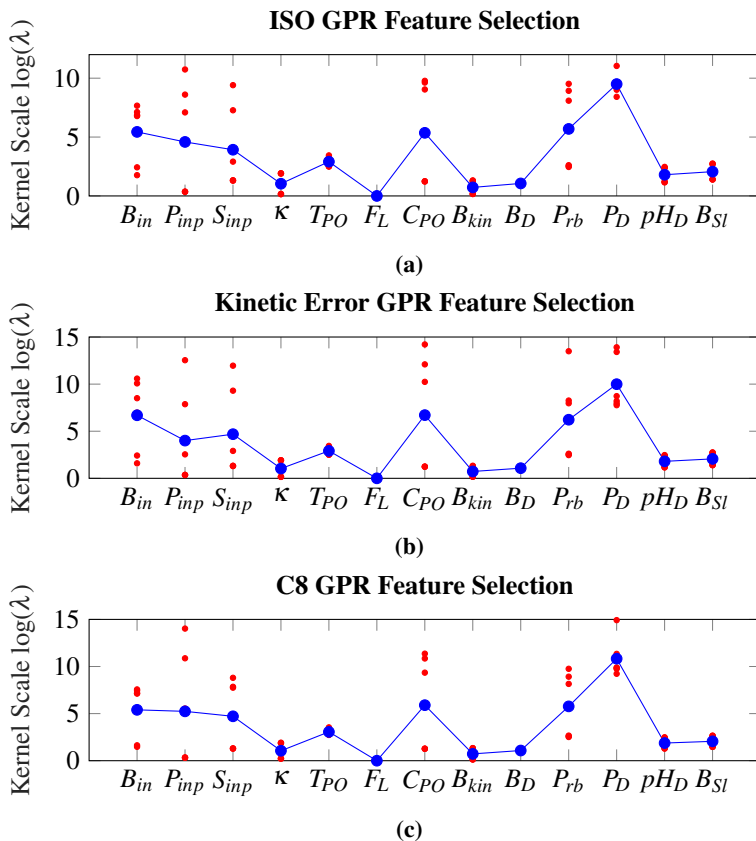 ISO GPR Feature Selection
Kernel Scale log(λ)
10
5
0
B_in P_inp S_inp κ T_PO F_L C_PO B_kin B_D P_rb P_D pH_D B_Sl
(a)
Kinetic Error GPR Feature Selection
Kernel Scale log(λ)
15
10
5
0
B_in P_inp S_inp κ T_PO F_L C_PO B_kin B_D P_rb P_D pH_D B_Sl
(b)
C8 GPR Feature Selection
Kernel Scale log(λ)
15
10
5
0
B_in P_inp S_inp κ T_PO F_L C_PO B_kin B_D P_rb P_D pH_D B_Sl
(c)